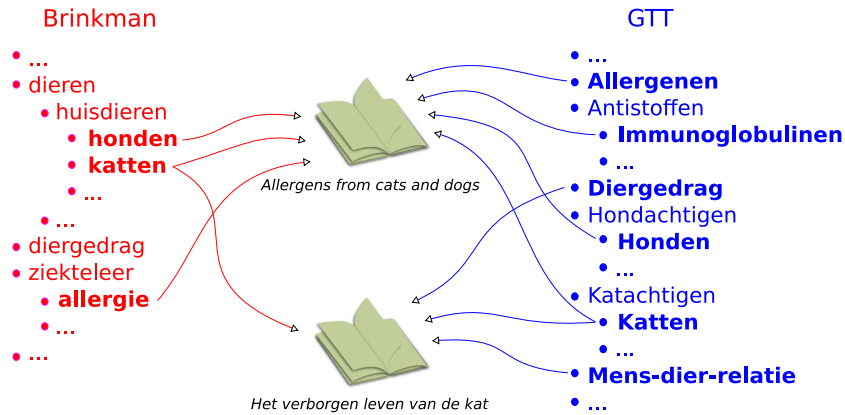 Brinkman
...
dieren
huisdieren
honden
katten
...
...
diergedrag
ziekteleer
allergie
...
...
Allergens from cats and dogs
Het verborgen leven van de kat
GTT
...
Allergenen
Antistoffen
Immunoglobulinen
...
Diergedrag
Hondachtigen
Honden
...
Katachtigen
Katten
...
Mens-dier-relatie
...